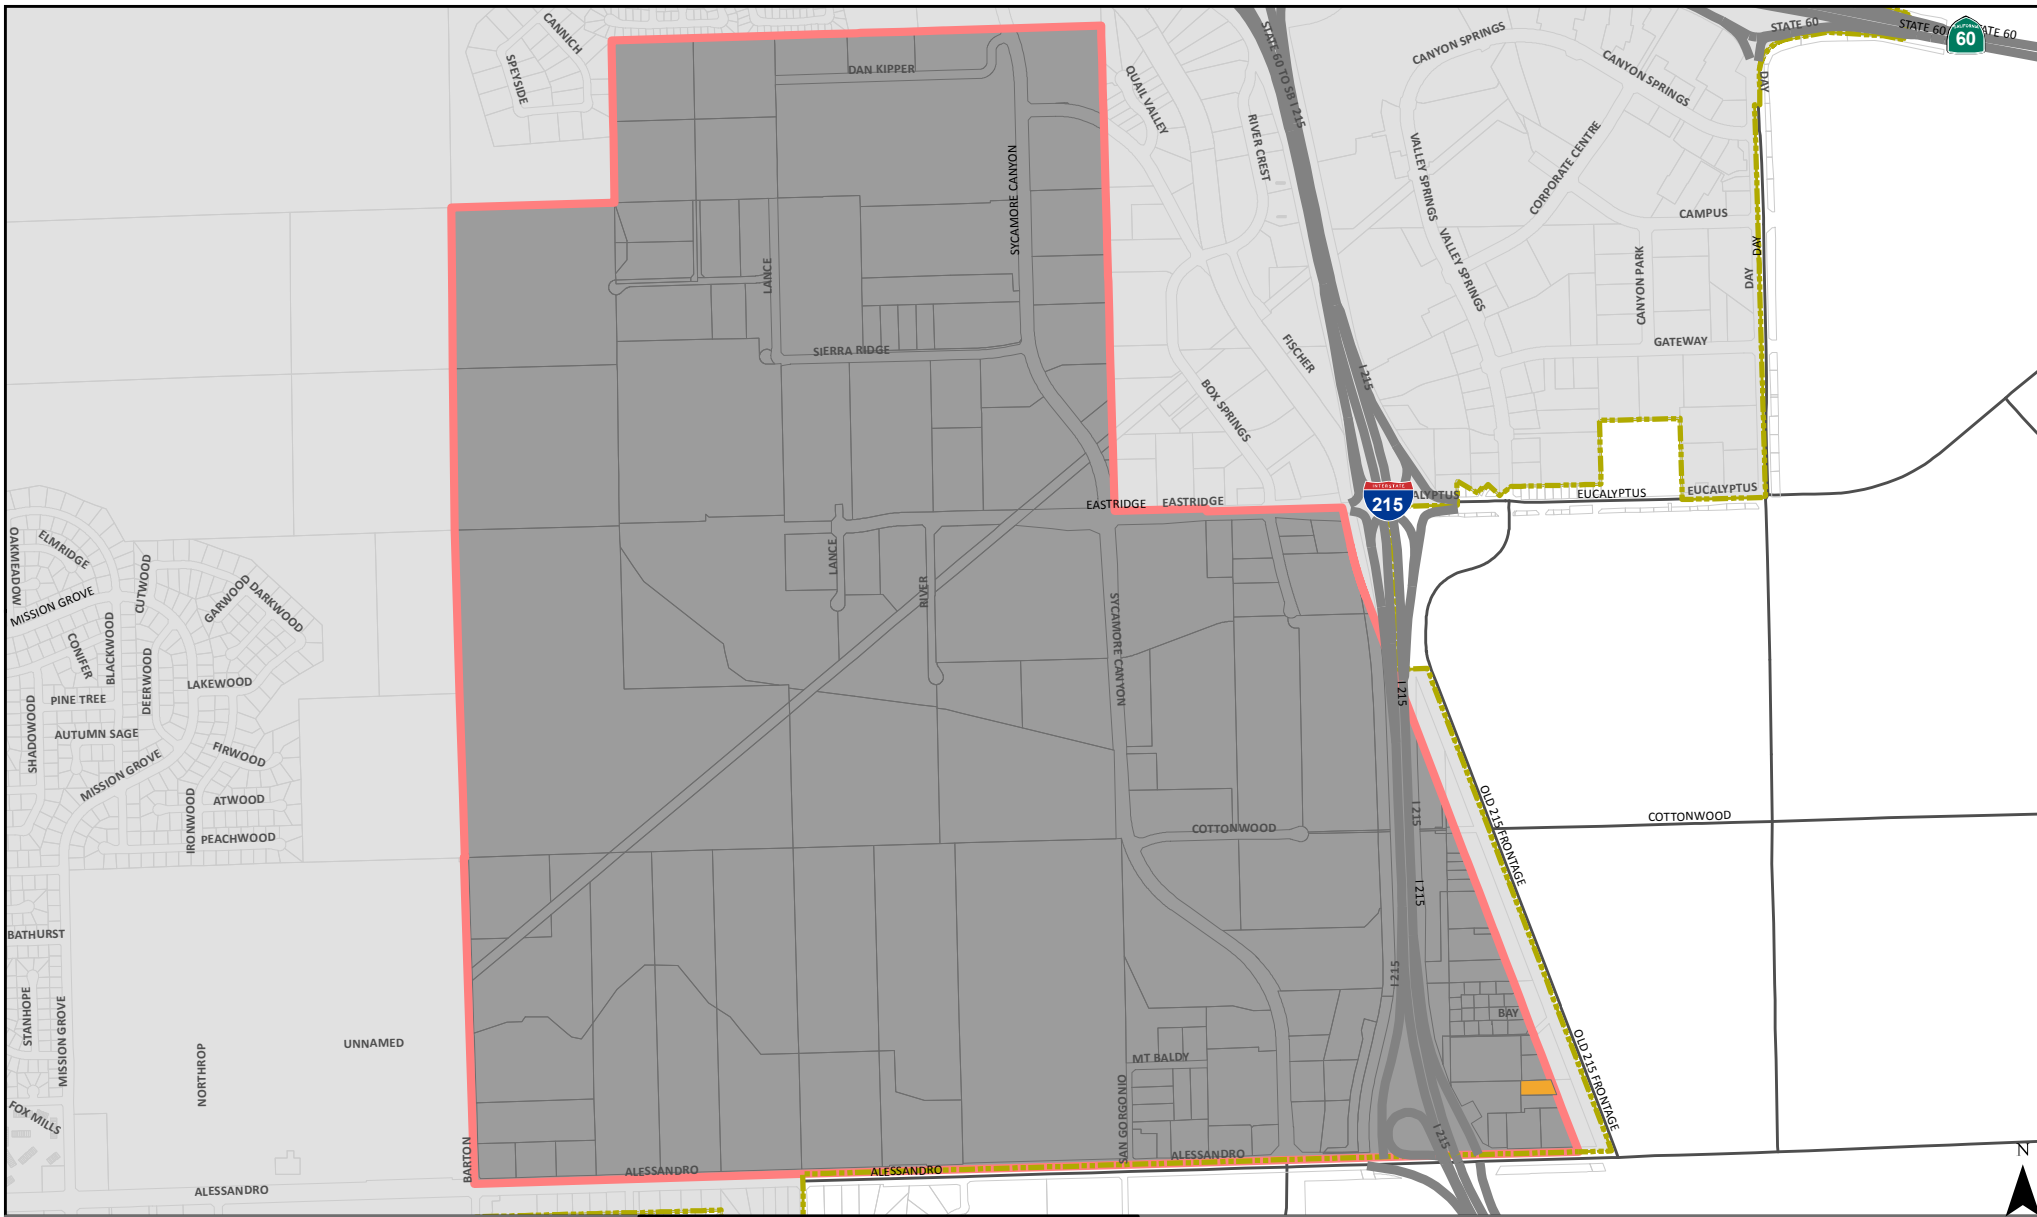 CANNICH
SPEYSIDE
DAN KIPPER
QUAIL VALLEY
STATE 60 TO SB I 215
CANYON SPRINGS
CANYON SPRINGS
STATE 60
STATE 60
ATE 60
CALIFORNIA
60
DAY
RIVER CREST
VALLEY SPRINGS
CORPORATE CENTRE
SYCAMORE CANYON
CAMPUS
DAY
DAY
LANCE
VALLEY SPRINGS
CANYON PARK
GATEWAY
SIERRA RIDGE
FISCHER
I 215
BOX SPRINGS
EASTRIDGE
EASTRIDGE
INTERSTATE
215
ALYPTUS
EUCALYPTUS
EUCALYPTUS
OAKMEADOW
ELMRIDGE
CUTWOOD
GARWOOD
DARKWOOD
MISSION GROVE
LANCE
RIVER
SYCAMORE CANYON
CONIFER
BLACKWOOD
DEERWOOD
LAKEWOOD
PINE TREE
SHADOWOOD
AUTUMN SAGE
FIRWOOD
MISSION GROVE
I 215
ATWOOD
IRONWOOD
PEACHWOOD
I 215
COTTONWOOD
COTTONWOOD
OLD 215 FRONTAGE
I 215
BATHURST
I 215
STANHOPE
MISSION GROVE
UNNAMED
NORTHROP
BAY
MT BALDY
OLD 215 FRONTAGE
FOX MILLS
SAN GORGONIO
I 215
BARTON
ALESSANDRO
ALESSANDRO
ALESSANDRO
ALESSANDRO
N